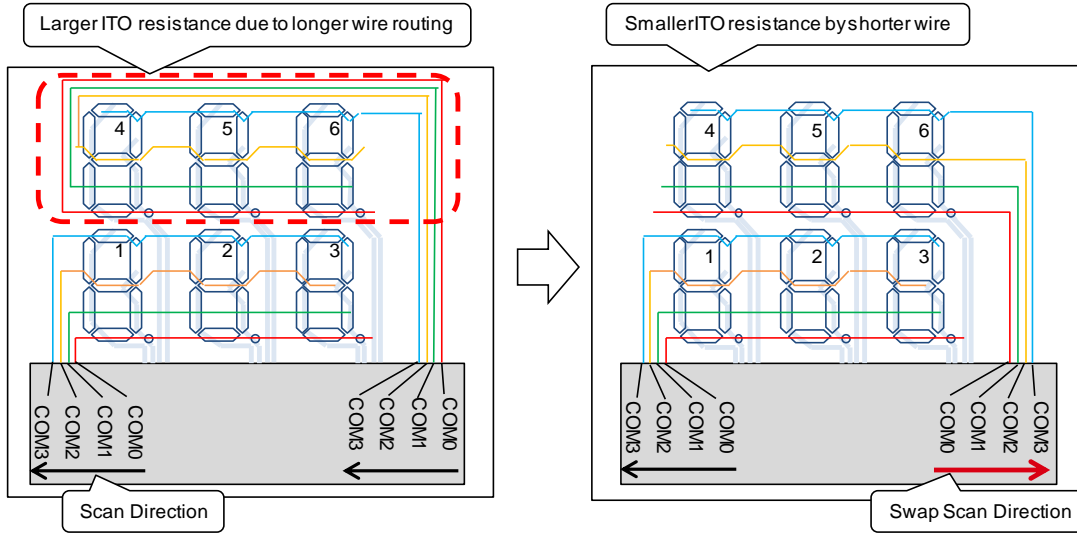 Larger ITO resistance due to longer wire routing
SmallerITO resistance by shorter wire
4 5 6
1 2 3
4 5 6
1 2 3
COM3 COM2 COM1 COM0
COM3 COM2 COM1 COM0
COM3 COM2 COM1 COM0
COM0 COM1 COM2 COM3
Scan Direction
Swap Scan Direction